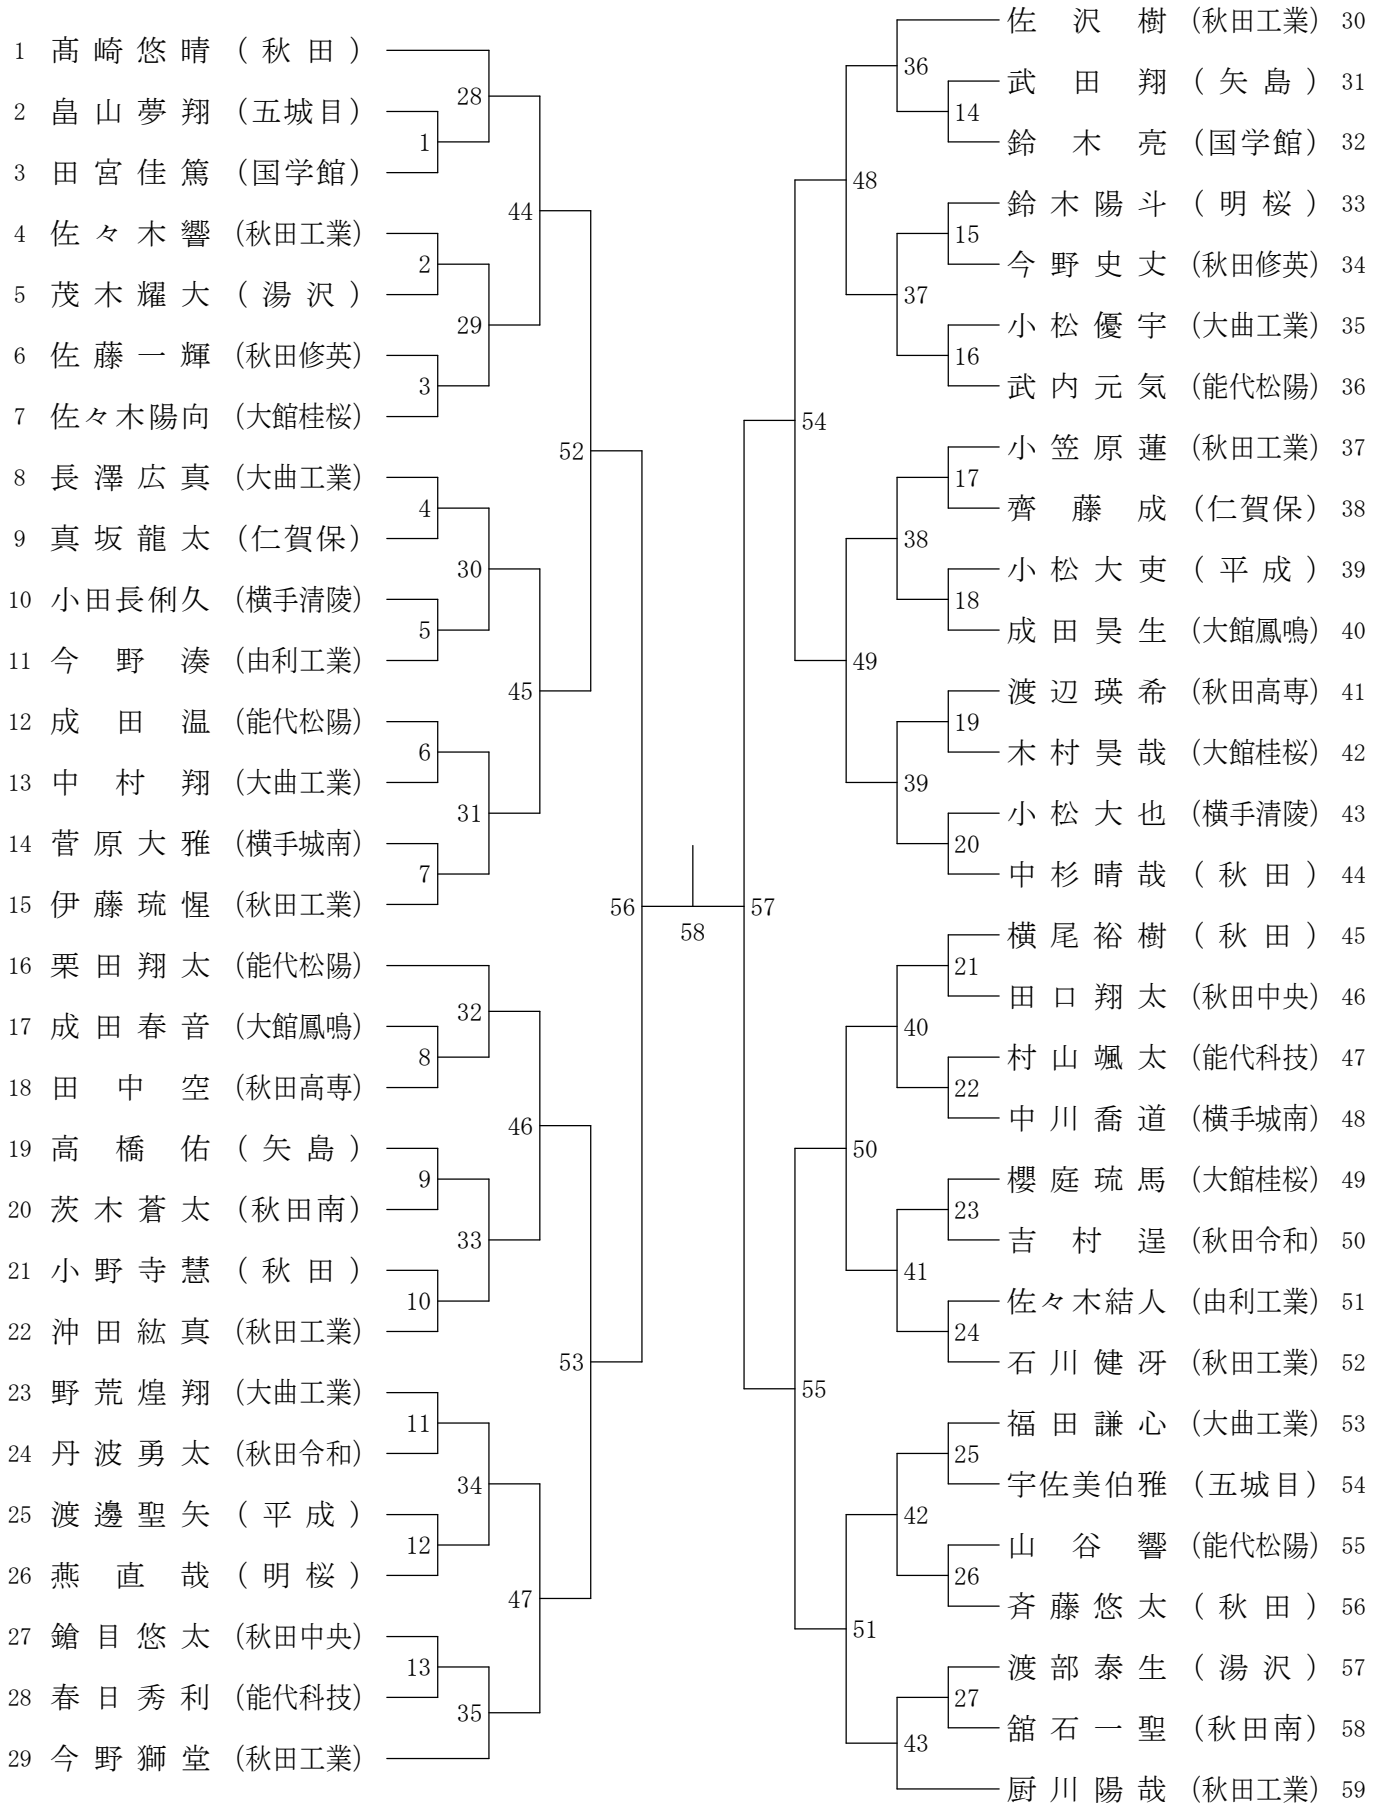 1 髙崎悠晴 (秋田)
2 畠山夢翔 (五城目)
3 田宮佳篤 (国学館)
4 佐々木響 (秋田工業)
5 茂木耀大 (湯沢)
6 佐藤一輝 (秋田修英)
7 佐々木陽向 (大館桂桜)
8 長澤広真 (大曲工業)
9 真坂龍太 (仁賀保)
10 小田長俐久 (横手清陵)
11 今野湊 (由利工業)
12 成田温 (能代松陽)
13 中村翔 (大曲工業)
14 菅原大雅 (横手城南)
15 伊藤琉惺 (秋田工業)
16 栗田翔太 (能代松陽)
17 成田春音 (大館鳳鳴)
18 田中空 (秋田高専)
19 高橋佑 (矢島)
20 茨木蒼太 (秋田南)
21 小野寺慧 (秋田)
22 沖田紘真 (秋田工業)
23 野荒煌翔 (大曲工業)
24 丹波勇太 (秋田令和)
25 渡邊聖矢 (平成)
26 燕直哉 (明桜)
27 鎗目悠太 (秋田中央)
28 春日秀利 (能代科技)
29 今野獅堂 (秋田工業)
1
2
3
4
5
6
7
8
9
10
11
12
13
28
29
30
31
32
33
34
35
44
45
46
47
52
53
56
58
57
54
55
48
49
50
51
36
37
38
39
40
41
42
43
14
15
16
17
18
19
20
21
22
23
24
25
26
27
佐沢樹 (秋田工業) 30
武田翔 (矢島) 31
鈴木亮 (国学館) 32
鈴木陽斗 (明桜) 33
今野史丈 (秋田修英) 34
小松優宇 (大曲工業) 35
武内元気 (能代松陽) 36
小笠原蓮 (秋田工業) 37
齊藤成 (仁賀保) 38
小松大吏 (平成) 39
成田昊生 (大館鳳鳴) 40
渡辺瑛希 (秋田高専) 41
木村昊哉 (大館桂桜) 42
小松大也 (横手清陵) 43
中杉晴哉 (秋田) 44
横尾裕樹 (秋田) 45
田口翔太 (秋田中央) 46
村山颯太 (能代科技) 47
中川喬道 (横手城南) 48
櫻庭琉馬 (大館桂桜) 49
吉村逞 (秋田令和) 50
佐々木結人 (由利工業) 51
石川健冴 (秋田工業) 52
福田謙心 (大曲工業) 53
宇佐美伯雅 (五城目) 54
山谷響 (能代松陽) 55
斉藤悠太 (秋田) 56
渡部泰生 (湯沢) 57
舘石一聖 (秋田南) 58
厨川陽哉 (秋田工業) 59